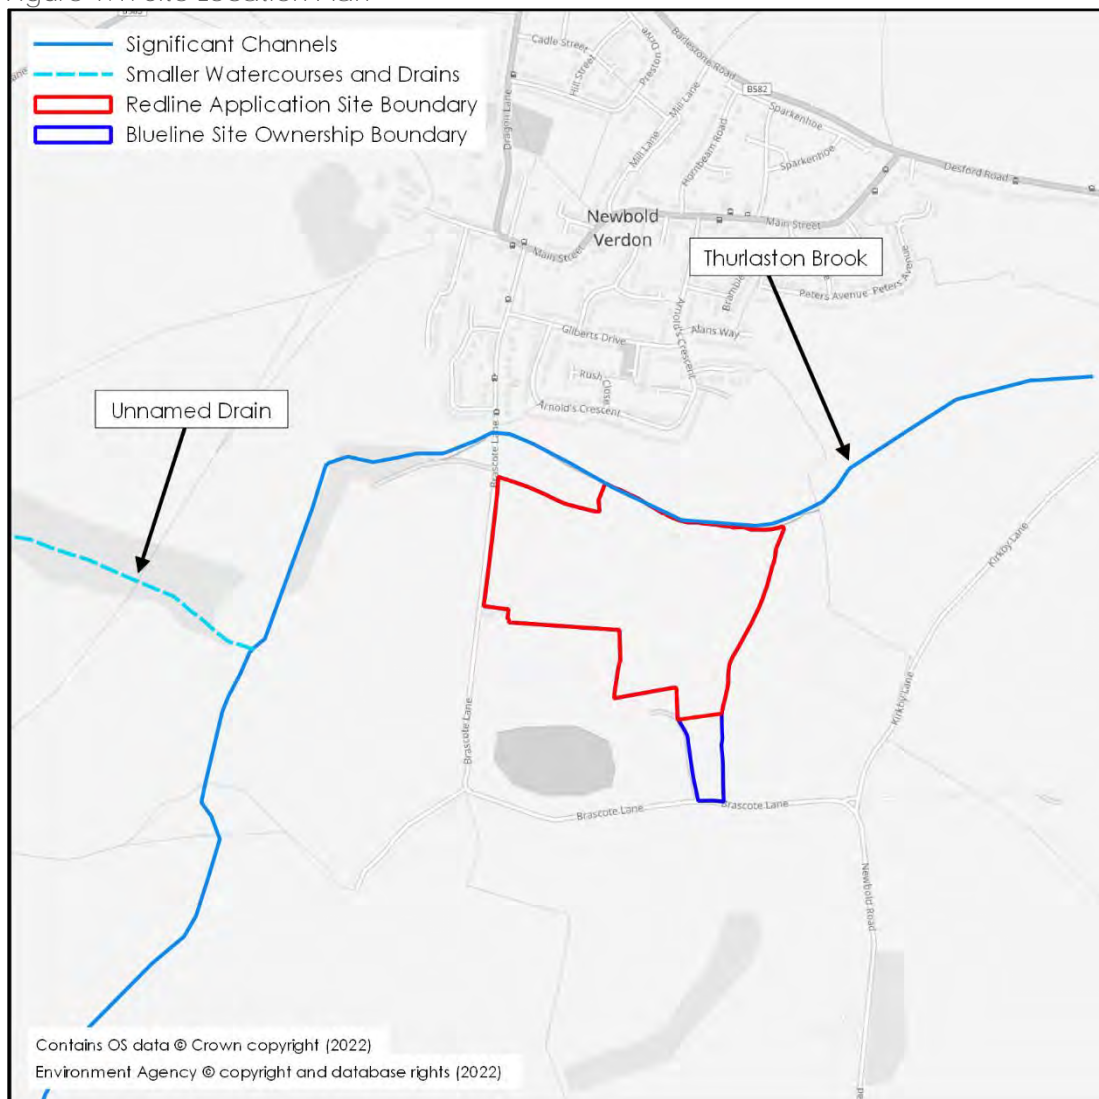 Significant Channels
Smaller Watercourses and Drains
Redline Application Site Boundary
Blueline Site Ownership Boundary
Cadle Street
Hill Street
Preston Drive
Barlestone Road
B582
Dragon Lane
Mill Lane
Mill Lane
Hornbeam Road
Sparkenhoe
Sparkenhoe
Desford Road
Newbold
Verdon
Main Street
Main Street
Thurlaston Brook
Peters Avenue
Peters Avenue
Gilberts Drive
Alans Way
Arnold's Crescent
Rush
Close
Arnold's Crescent
Unnamed Drain
Brascote Lane
Kirkby Lane
Kirkby Lane
Brascote Lane
Brascote Lane
Brascote Lane
Newbold Road
Contains OS data © Crown copyright (2022)
Environment Agency © copyright and database rights (2022)